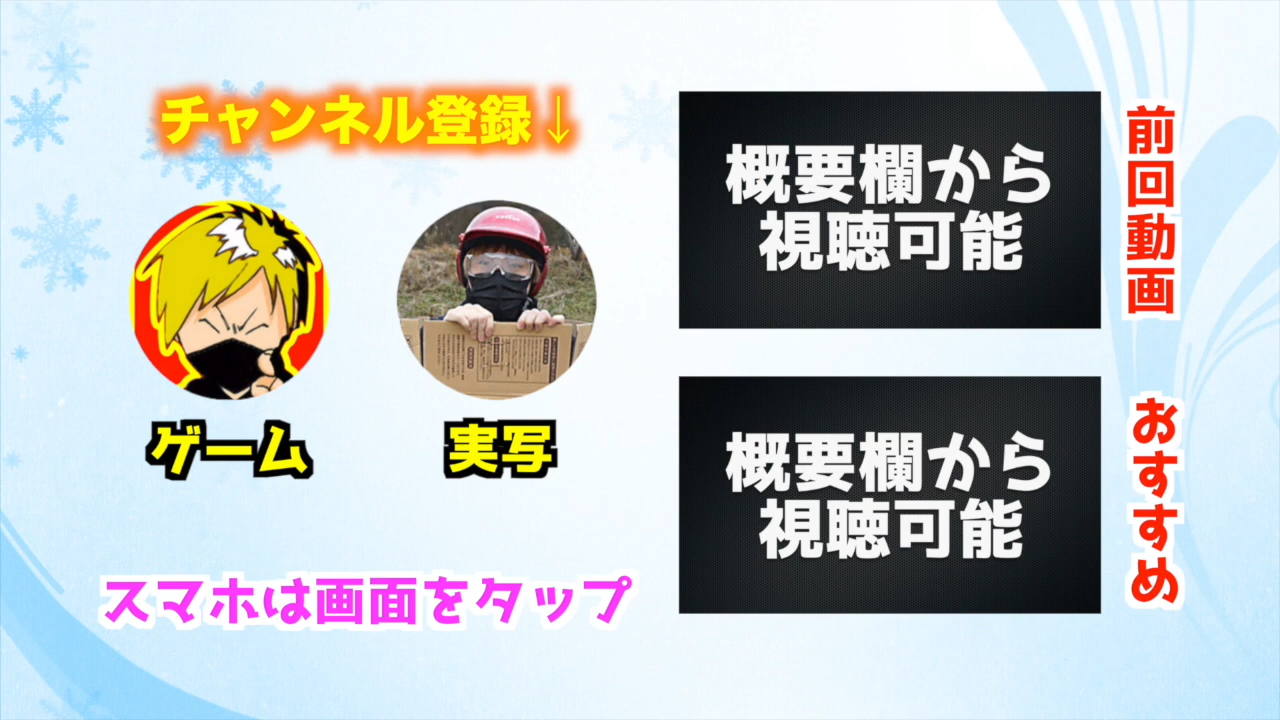 チャンネル登録↓
ゲーム
実写
スマホは画面をタップ
概要欄から
視聴可能
前回動画
概要欄から
視聴可能
おすすめ